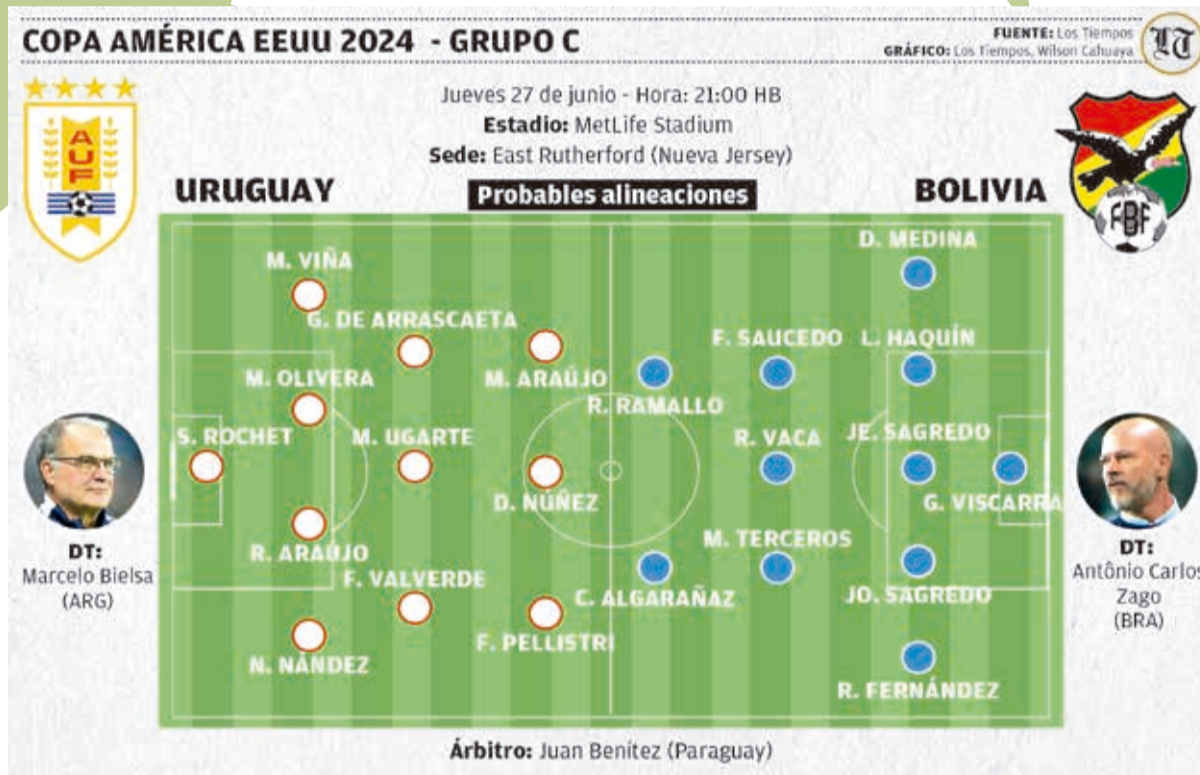 COPA AMÉRICA EEUU 2024 - GRUPO C
FUENTE: Los Tiempos
GRÁFICO: Los Tiempos, Wilson Cahuaya
LT
Jueves 27 de junio - Hora: 21:00 HB
Estadio: MetLife Stadium
Sede: East Rutherford (Nueva Jersey)
AUF
URUGUAY
Probables alineaciones
BOLIVIA
FBF
M. VIÑA
G. DE ARRASCAETA
M. OLIVERA
M. ARAÚJO
S. ROCHET
M. UGARTE
D. NÚÑEZ
R. ARAÚJO
F. VALVERDE
F. PELLISTRI
N. NÁNDEZ
D. MEDINA
F. SAUCEDO
L. HAQUÍN
R. RAMALLO
R. VACA
JE. SAGREDO
G. VISCARRA
M. TERCEROS
C. ALGARAÑAZ
JO. SAGREDO
R. FERNÁNDEZ
DT:
Marcelo Bielsa
(ARG)
DT:
Antônio Carlos
Zago
(BRA)
Árbitro: Juan Benítez (Paraguay)